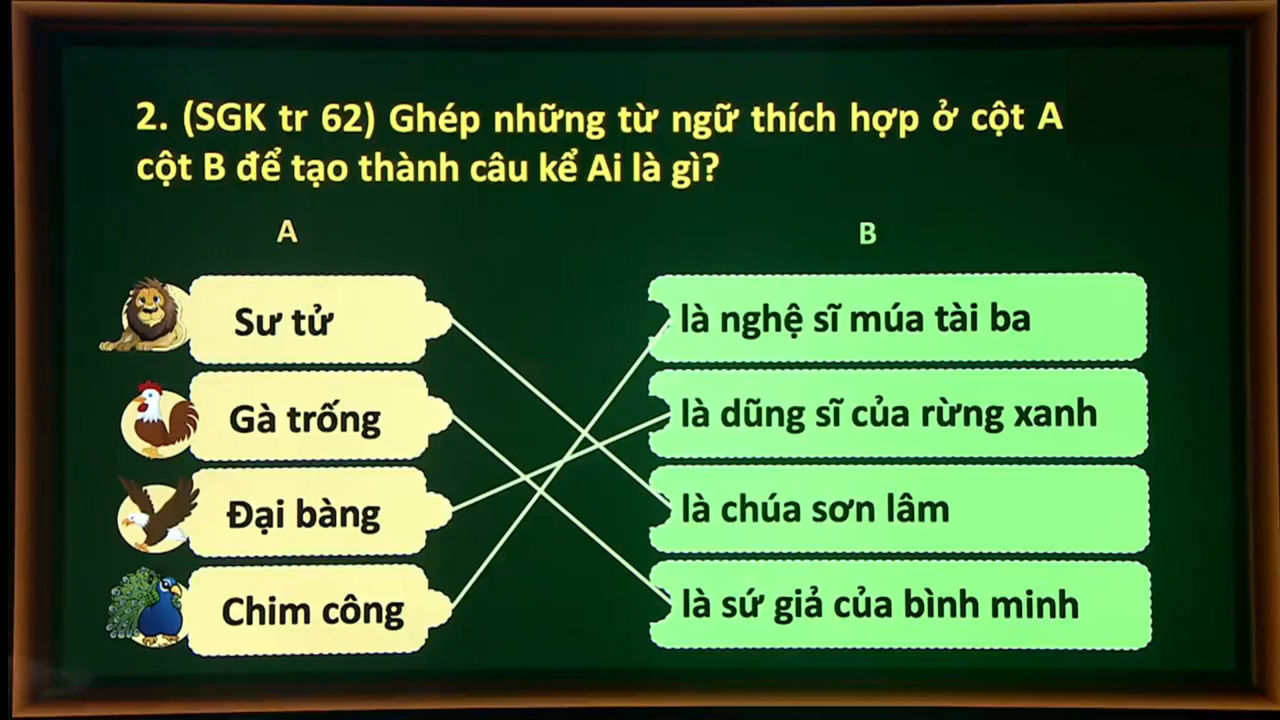 2. (SGK tr 62) Ghép những từ ngữ thích hợp ở cột A
cột B để tạo thành câu kể Ai là gì?
A
B
Sư tử
là nghệ sĩ múa tài ba
Gà trống
là dũng sĩ của rừng xanh
Đại bàng
là chúa sơn lâm
Chim công
là sứ giả của bình minh